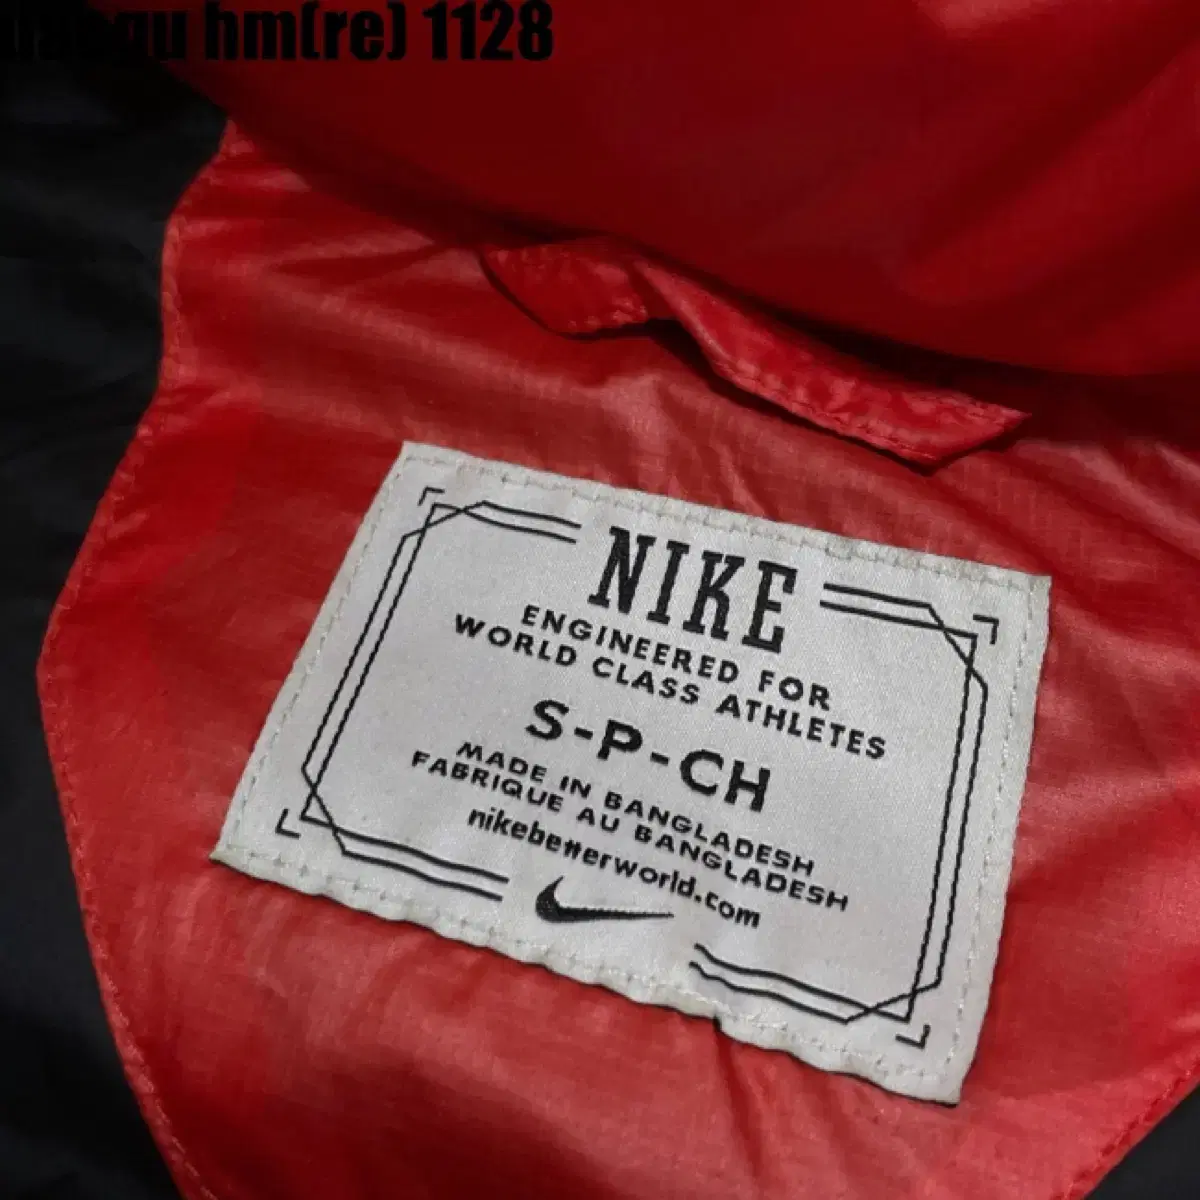 hm(re) 1128
NIKE
ENGINEERED FOR
WORLD CLASS ATHLETES
S-P-CH
MADE IN BANGLADESH
FABRIQUE AU BANGLADESH
nikebetterworld.com